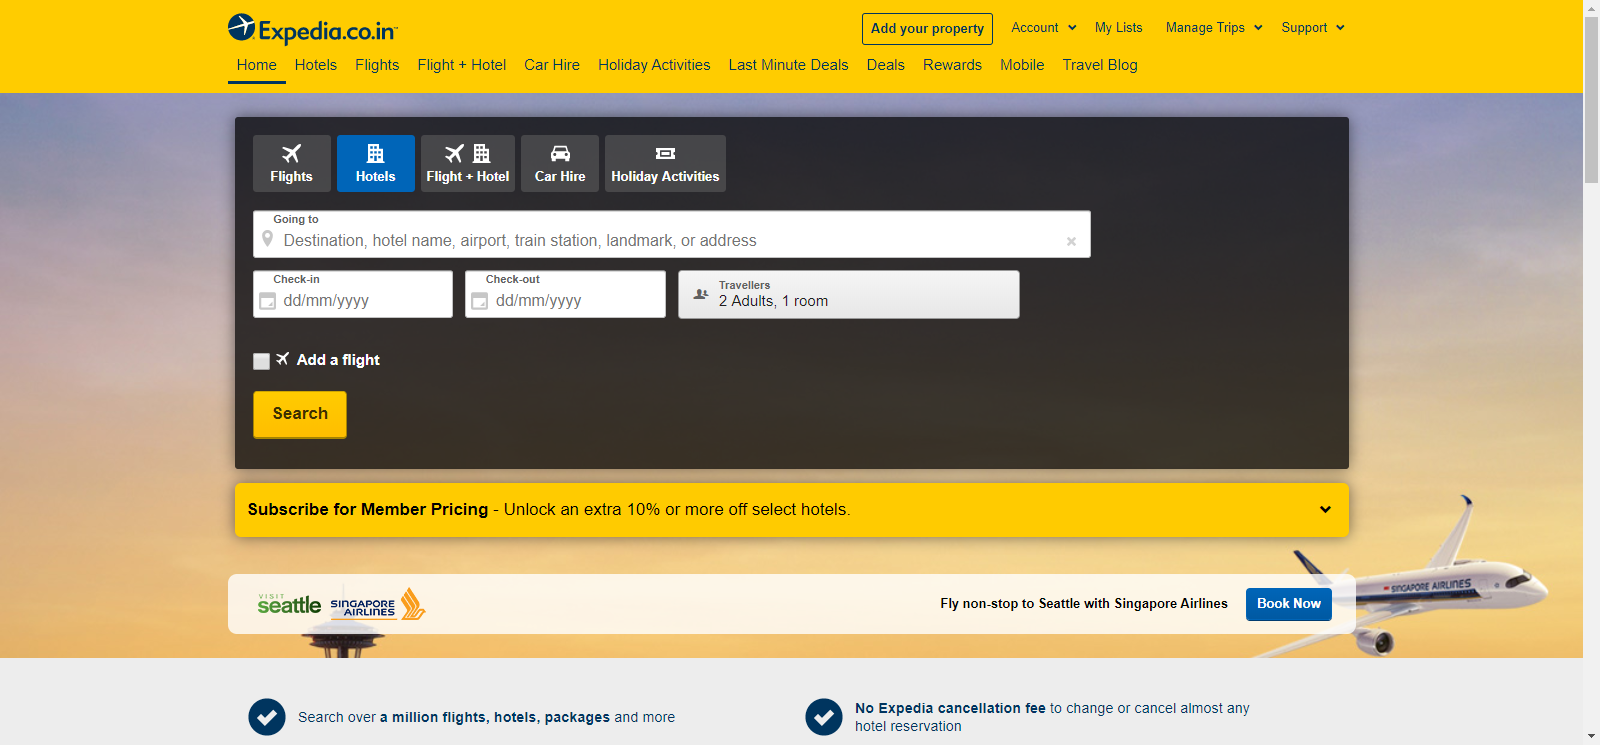 Expedia.co.in
Add your property
Account
My Lists
Manage Trips
Support
Home
Hotels
Flights
Flight + Hotel
Car Hire
Holiday Activities
Last Minute Deals
Deals
Rewards
Mobile
Travel Blog
Flights
Hotels
Flight + Hotel
Car Hire
Holiday Activities
Going to
Destination, hotel name, airport, train station, landmark, or address
Check-in
dd/mm/yyyy
Check-out
dd/mm/yyyy
Travellers
2 Adults, 1 room
Add a flight
Search
Subscribe for Member Pricing - Unlock an extra 10% or more off select hotels.
VISIT
seattle
SINGAPORE
AIRLINES
Fly non-stop to Seattle with Singapore Airlines
Book Now
SINGAPORE AIRLINES
Search over a million flights, hotels, packages and more
No Expedia cancellation fee to change or cancel almost any
hotel reservation